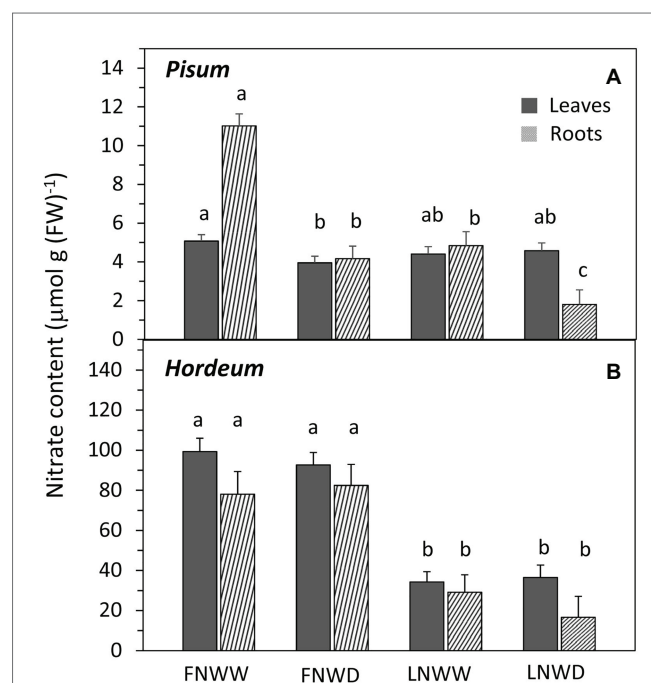 Pisum
A
Leaves
Roots
14
12
10
8
6
4
2
0
a
a
b
b
ab
b
ab
c
Nitrate content (μmol g (FW)-1)
Hordeum
B
140
120
100
80
60
40
20
0
a
a
a
a
b
b
b
b
FNWW
FNWD
LNWW
LNWD